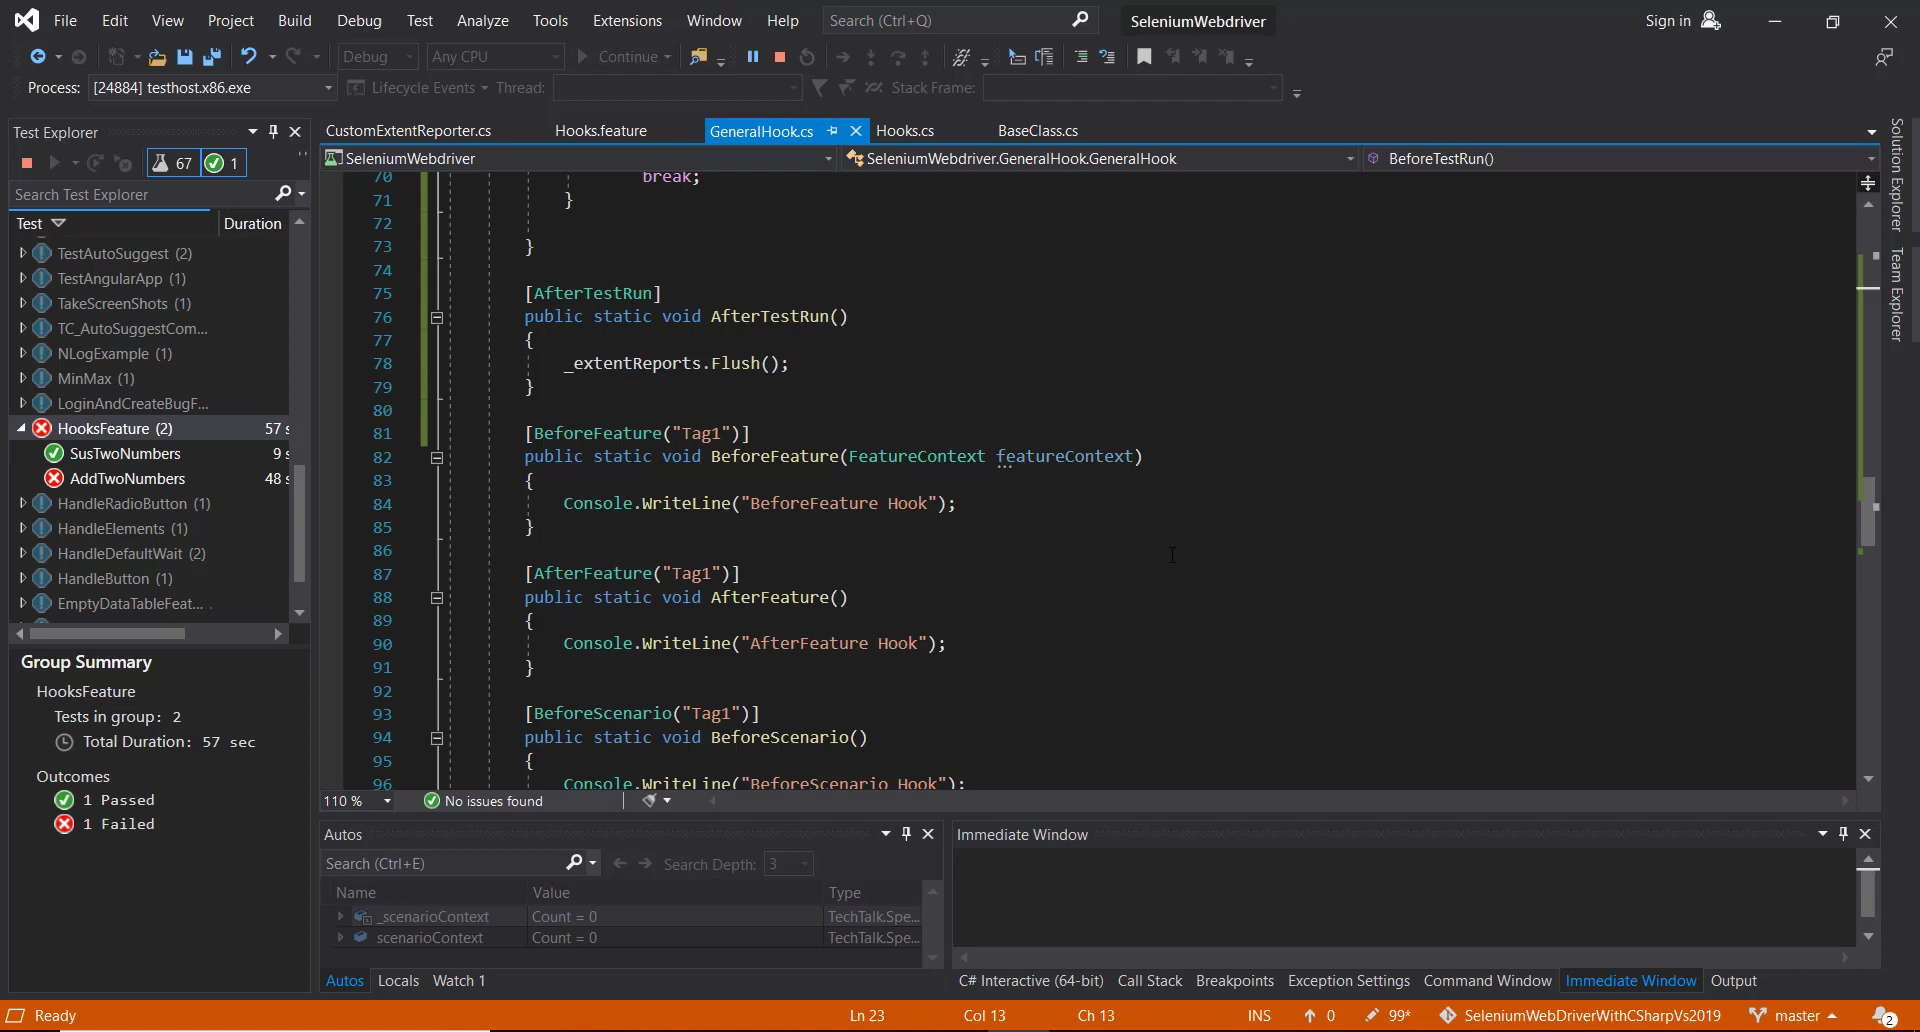 File Edit View Project Build Debug Test Analyze Tools Extensions Window Help Search (Ctrl+Q) SeleniumWebdriver Sign in
Debug Any CPU Continue
Process: [24884] testhost.x86.exe Lifecycle Events Thread: Stack Frame:
Test Explorer
67 1
Search Test Explorer
Test Duration
TestAutoSuggest (2)
TestAngularApp (1)
TakeScreenShots (1)
TC_AutoSuggestCom...
NLogExample (1)
MinMax (1)
LoginAndCreateBugF...
HooksFeature (2) 57 s
SusTwoNumbers 9 s
AddTwoNumbers 48 s
HandleRadioButton (1)
HandleElements (1)
HandleDefaultWait (2)
HandleButton (1)
EmptyDataTableFeat...
Group Summary
HooksFeature
Tests in group: 2
Total Duration: 57 sec
Outcomes
1 Passed
1 Failed
CustomExtentReporter.cs Hooks.feature GeneralHook.cs Hooks.cs BaseClass.cs
SeleniumWebdriver SeleniumWebdriver.GeneralHook.GeneralHook BeforeTestRun()
70 break;
71 }
72
73 }
74
75 [AfterTestRun]
76 public static void AfterTestRun()
77 {
78 _extentReports.Flush();
79 }
80
81 [BeforeFeature("Tag1")]
82 public static void BeforeFeature(FeatureContext featureContext)
83 {
84 Console.WriteLine("BeforeFeature Hook");
85 }
86
87 [AfterFeature("Tag1")]
88 public static void AfterFeature()
89 {
90 Console.WriteLine("AfterFeature Hook");
91 }
92
93 [BeforeScenario("Tag1")]
94 public static void BeforeScenario()
95 {
96 Console.WriteLine("BeforeScenario Hook");
110 % No issues found
Autos
Search (Ctrl+E) Search Depth: 3
Name Value Type
_scenarioContext Count = 0 TechTalk.Spe...
scenarioContext Count = 0 TechTalk.Spe...
Autos Locals Watch 1
Immediate Window
C# Interactive (64-bit) Call Stack Breakpoints Exception Settings Command Window Immediate Window Output
Solution Explorer
Team Explorer
Ready Ln 23 Col 13 Ch 13 INS 0 99* SeleniumWebDriverWithCSharpVs2019 master 2